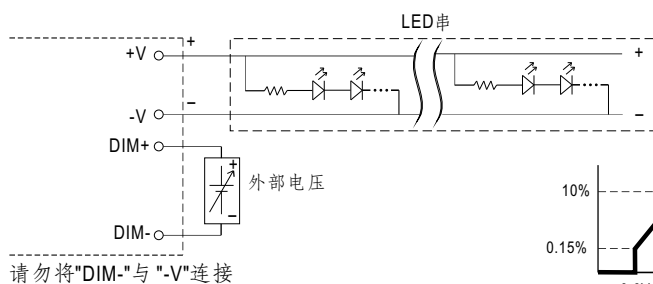 LED串
+V
+
+
-V
−
−
DIM+
+
外部电压
−
DIM-
10%
0.15%
请勿将"DIM-"与 "-V"连接